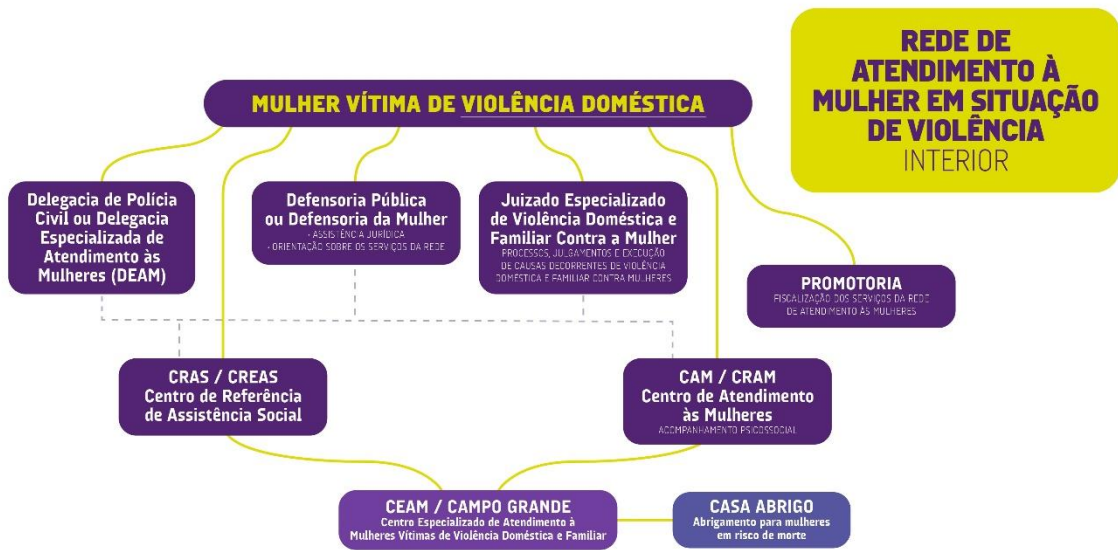 REDE DE
ATENDIMENTO À
MULHER EM SITUAÇÃO
DE VIOLÊNCIA
INTERIOR
MULHER VÍTIMA DE VIOLÊNCIA DOMÉSTICA
Delegacia de Polícia
Civil ou Delegacia
Especializada de
Atendimento às
Mulheres (DEAM)
Defensoria Pública
ou Defensoria da Mulher
- ASSISTÊNCIA JURÍDICA
- ORIENTAÇÃO SOBRE OS SERVIÇOS DA REDE
Juizado Especializado
de Violência Doméstica e
Familiar Contra a Mulher
PROCESSOS, JULGAMENTOS E EXECUÇÃO
DE CAUSAS DECORRENTES DE VIOLÊNCIA
DOMÉSTICA E FAMILIAR CONTRA MULHERES
PROMOTORIA
FISCALIZAÇÃO DOS SERVIÇOS DA REDE
DE ATENDIMENTO ÀS MULHERES
CRAS / CREAS
Centro de Referência
de Assistência Social
CAM / CRAM
Centro de Atendimento
às Mulheres
ACOMPANHAMENTO PSICOSSOCIAL
CEAM / CAMPO GRANDE
Centro Especializado de Atendimento à
Mulheres Vítimas de Violência Doméstica e Familiar
CASA ABRIGO
Abrigamento para mulheres
em risco de morte